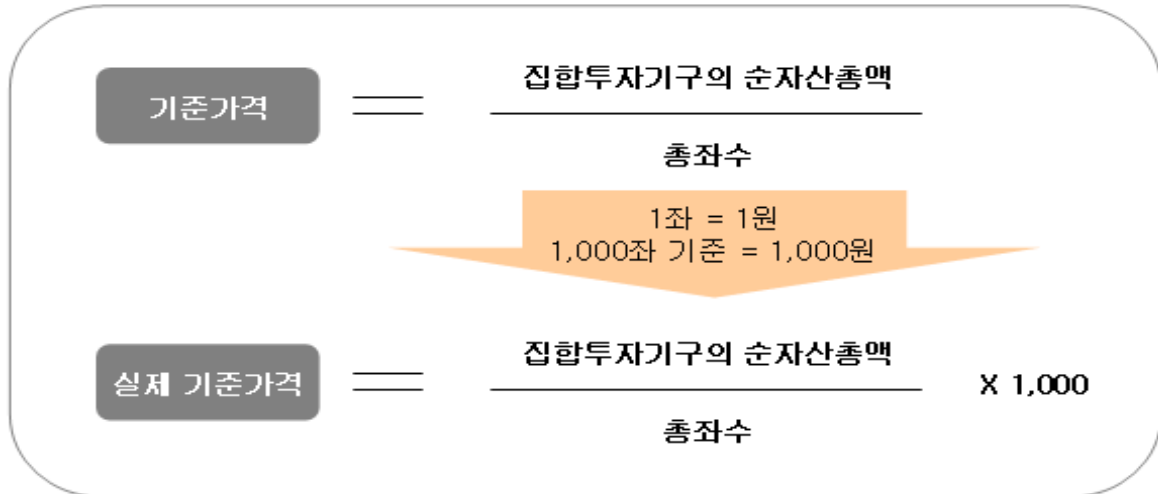 집합투자기구의 순자산총액
기준가격
총좌수
1좌 = 1원
1,000좌 기준 = 1,000원
집합투자기구의 순자산총액
실제 기준가격
X 1,000
총좌수